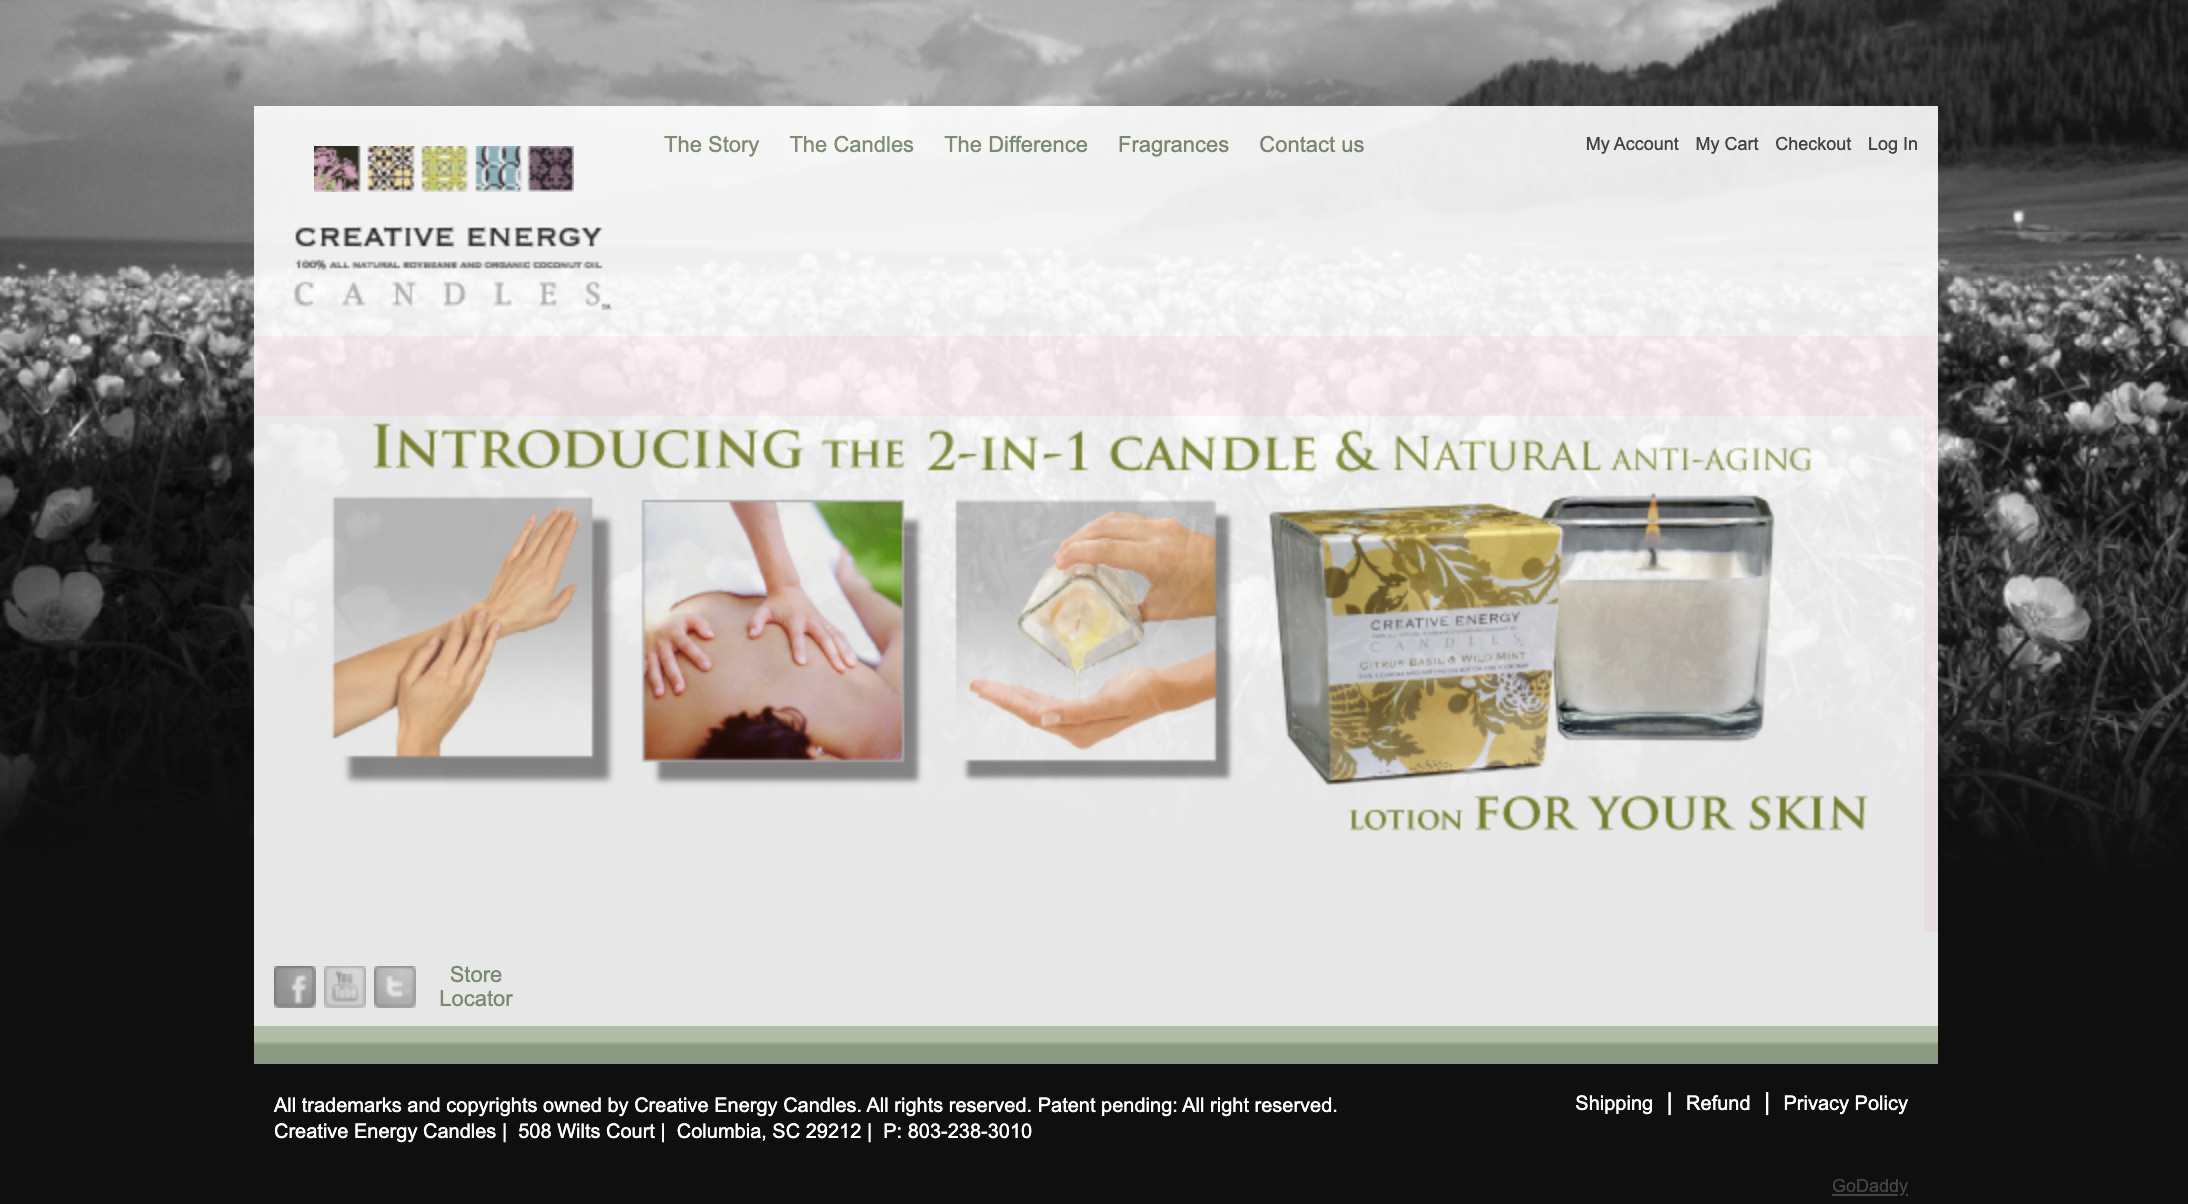 The Story The Candles The Difference Fragrances Contact us
My Account My Cart Checkout Log In
CREATIVE ENERGY
100% ALL NATURAL SOYBEANS AND ORGANIC COCONUT OIL
CANDLES
INTRODUCING THE 2-IN-1 CANDLE & NATURAL ANTI-AGING
CREATIVE ENERGY
CANDLES
CITRUS BASIL & WILD MINT
LOTION FOR YOUR SKIN
f
You
Tube
t
Store
Locator
All trademarks and copyrights owned by Creative Energy Candles. All rights reserved. Patent pending: All right reserved.
Creative Energy Candles | 508 Wilts Court | Columbia, SC 29212 | P: 803-238-3010
Shipping | Refund | Privacy Policy
GoDaddy